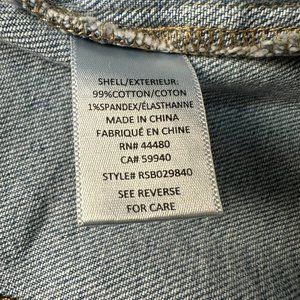 SHELL/EXTERIEUR:
99%COTTON/COTON
1%SPANDEX/ÉLASTHANNE
MADE IN CHINA
FABRIQUÉ EN CHINE
RN# 44480
CA# 59940
STYLE# RSB029840
SEE REVERSE
FOR CARE